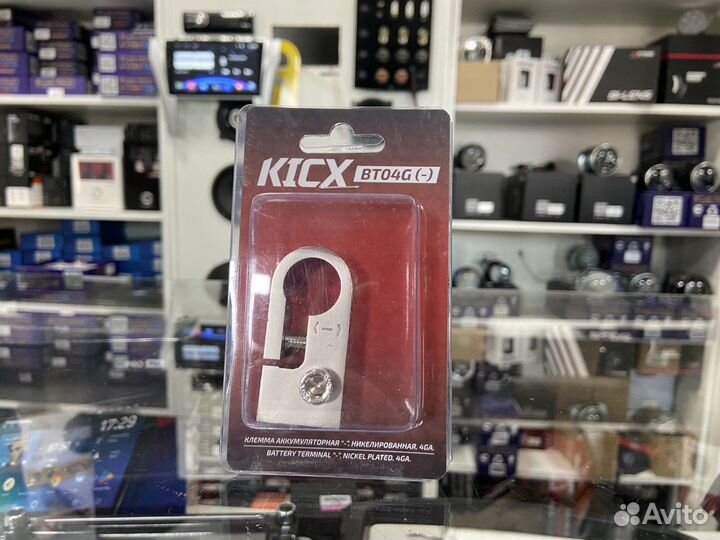 KICX BT04G (-)
КЛЕММА АККУМУЛЯТОРНАЯ "-". НИКЕЛИРОВАННАЯ. 4GA.
BATTERY TERMINAL "-". NICKEL PLATED. 4GA.
17:29
Avito